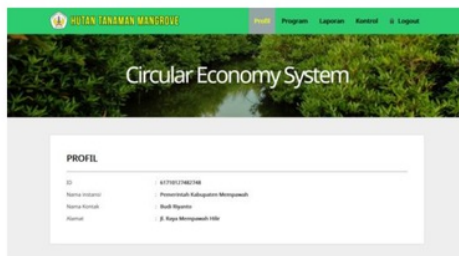 HUTAN TANAMAN MANGROVE
Profil Program Laporan Kontrol Logout
Circular Economy System
PROFIL
ID : 61710127482748
Nama Instansi : Pemerintah Kabupaten Mempawah
Nama Kontak : Budi Riyanto
Alamat : Jl. Raya Mempawah Hilir